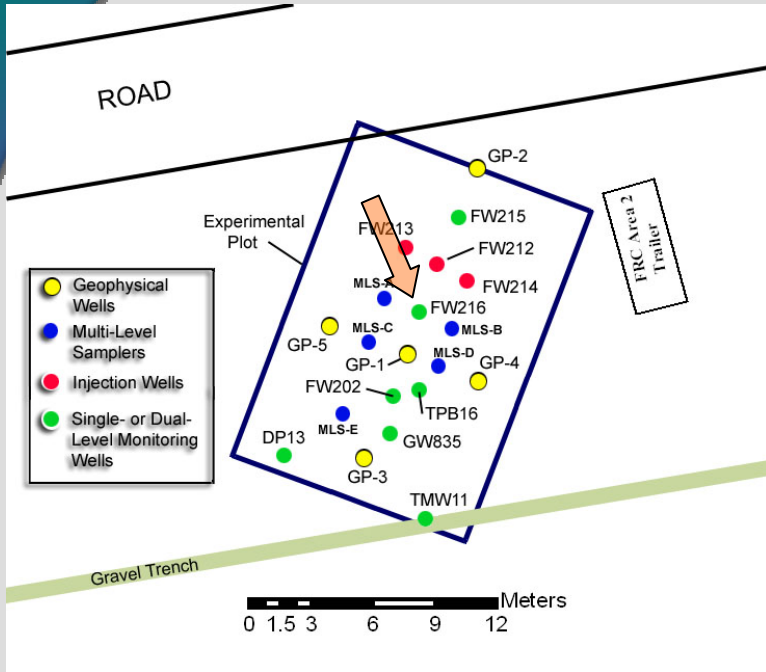 ROAD
GP-2
FW215
Experimental
Plot
FW213
FW212
FRC Area 2
Trailer
FW214
MLS-A
FW216
MLS-C
MLS-B
GP-5
GP-1
MLS-D
GP-4
FW202
TPB16
MLS-E
DP13
GW835
GP-3
TMW11
Geophysical
Wells
Multi-Level
Samplers
Injection Wells
Single- or Dual-
Level Monitoring
Wells
Gravel Trench
Meters
0 1.5 3 6 9 12